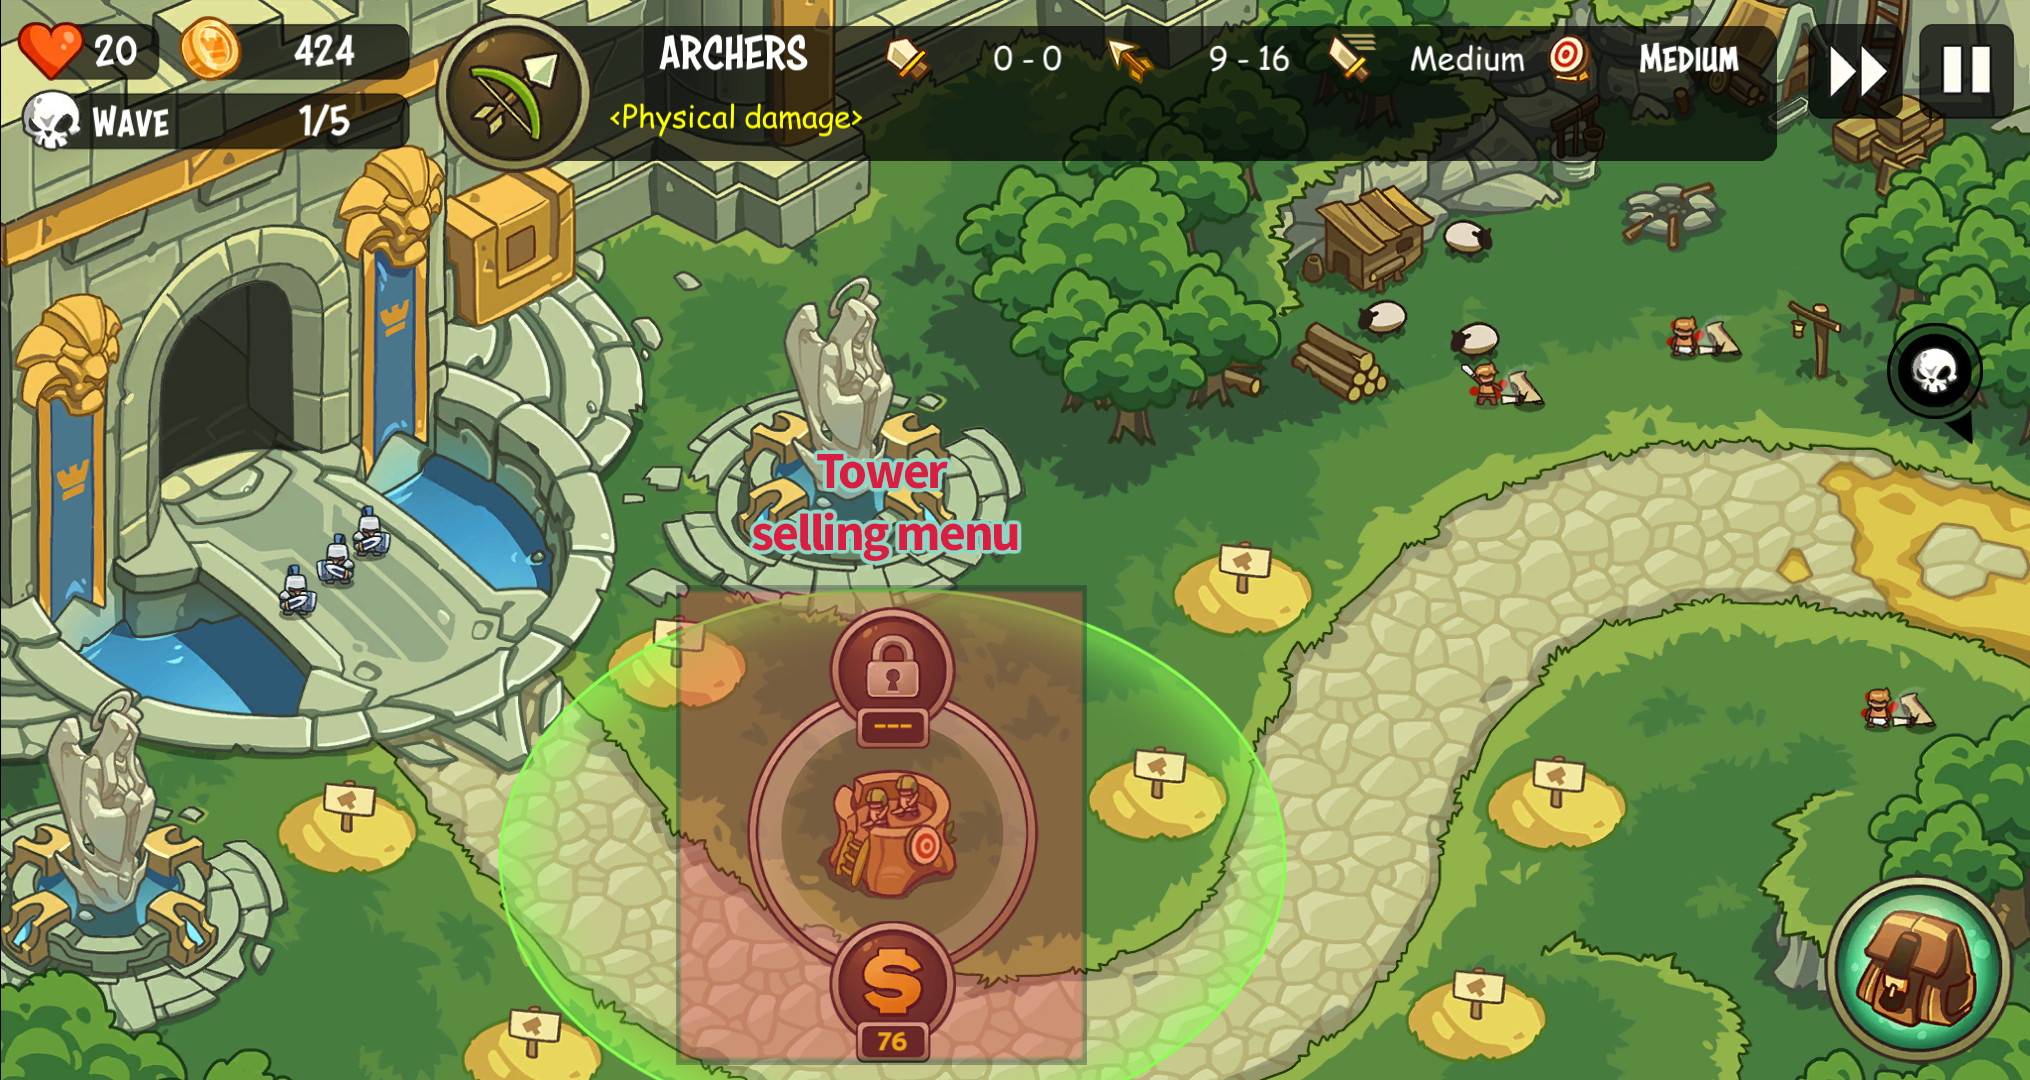 20
424
WAVE
1/5
ARCHERS
0 - 0
9 - 16
Medium
MEDIUM
<Physical damage>
Tower
selling menu
---
$
76